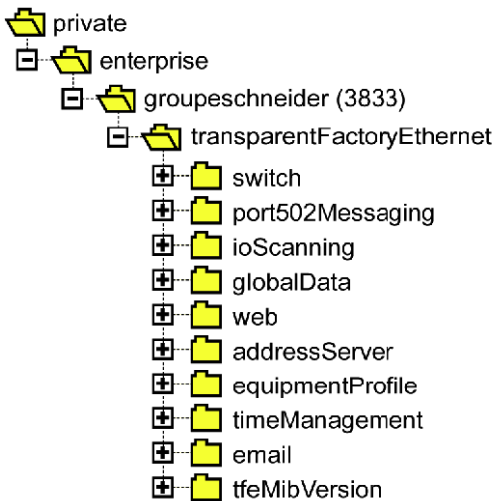 private
enterprise
groupeschneider (3833)
transparentFactoryEthernet
switch
port502Messaging
ioScanning
globalData
web
addressServer
equipmentProfile
timeManagement
email
tfeMibVersion